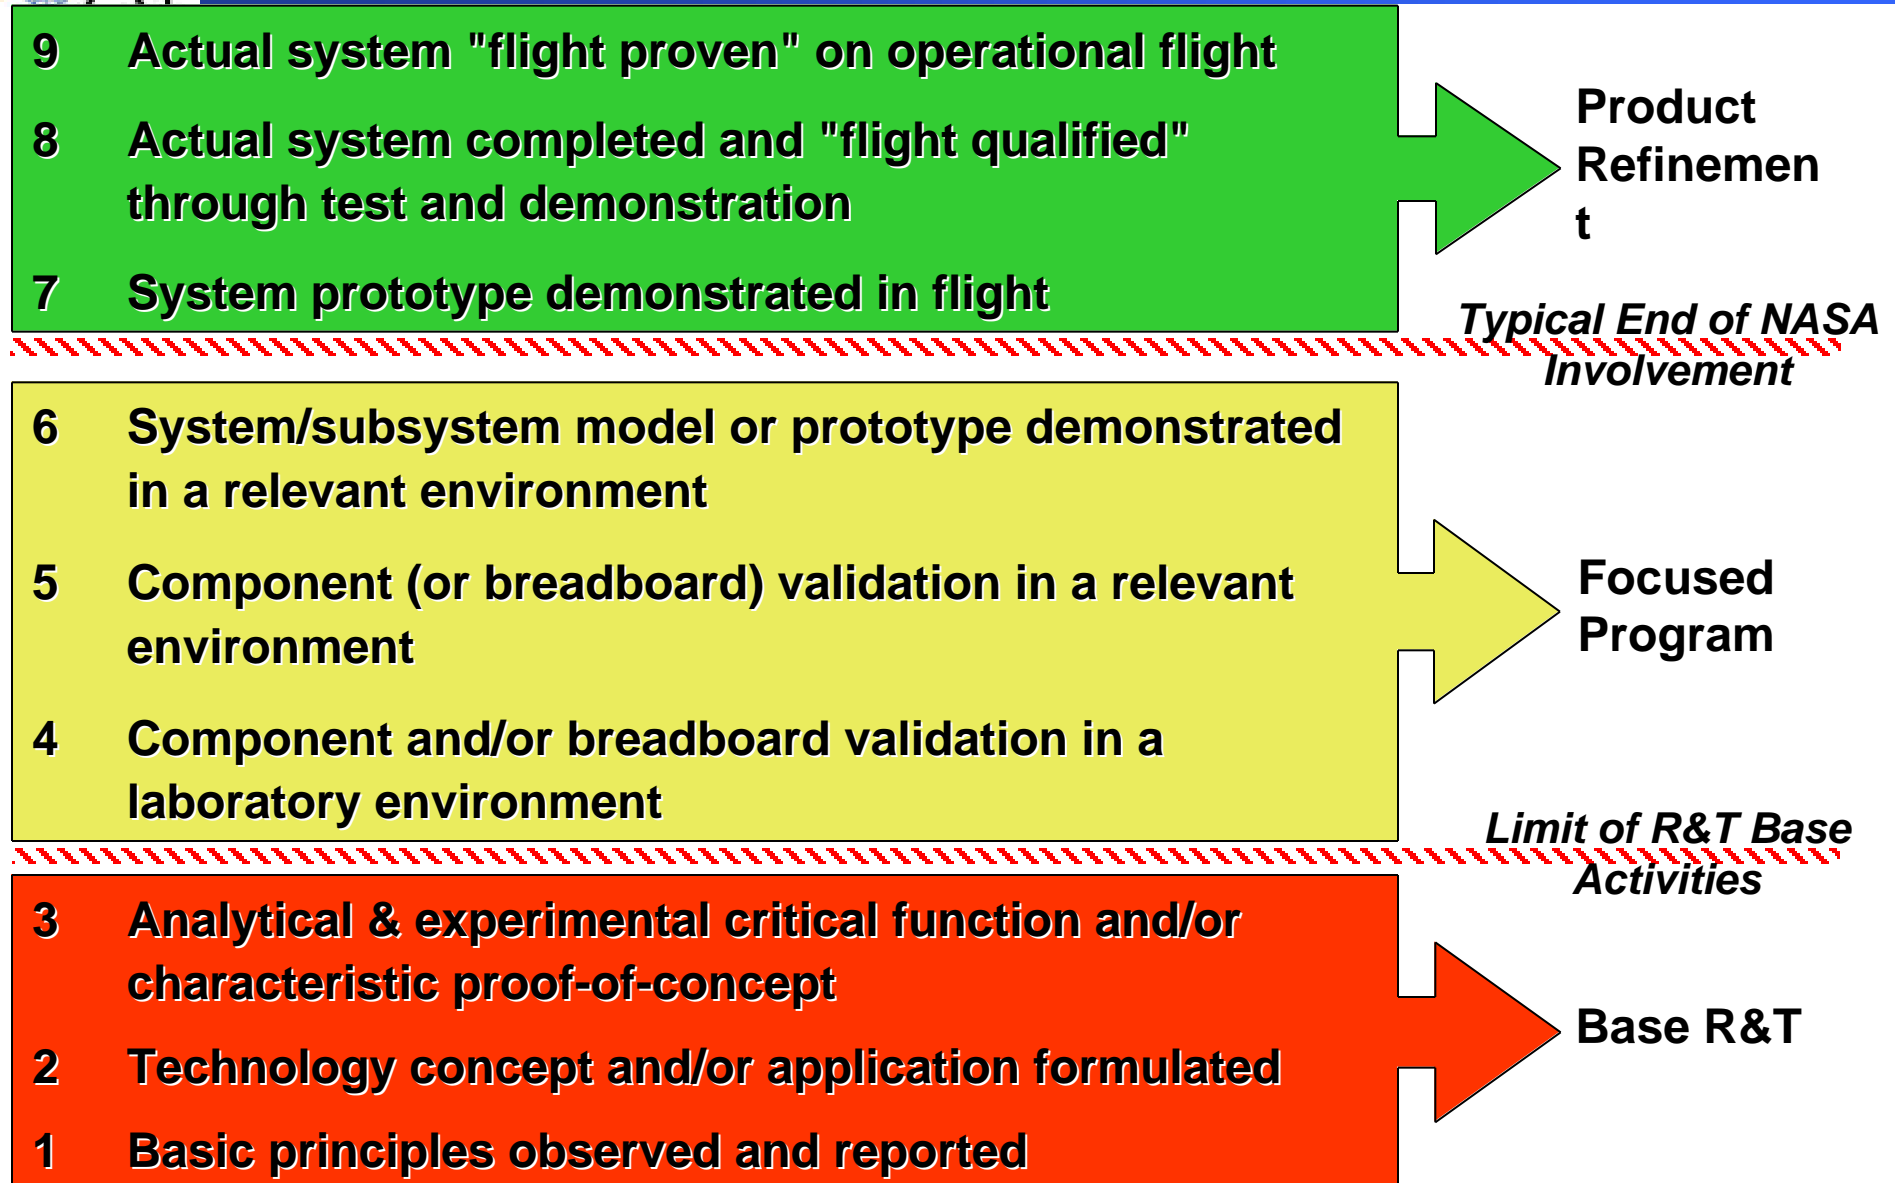 9 Actual system "flight proven" on operational flight
8 Actual system completed and "flight qualified"
through test and demonstration
7 System prototype demonstrated in flight
Product
Refinemen
t
Typical End of NASA
Involvement
6 System/subsystem model or prototype demonstrated
in a relevant environment
5 Component (or breadboard) validation in a relevant
environment
4 Component and/or breadboard validation in a
laboratory environment
Focused
Program
Limit of R&T Base
Activities
3 Analytical & experimental critical function and/or
characteristic proof-of-concept
2 Technology concept and/or application formulated
1 Basic principles observed and reported
Base R&T